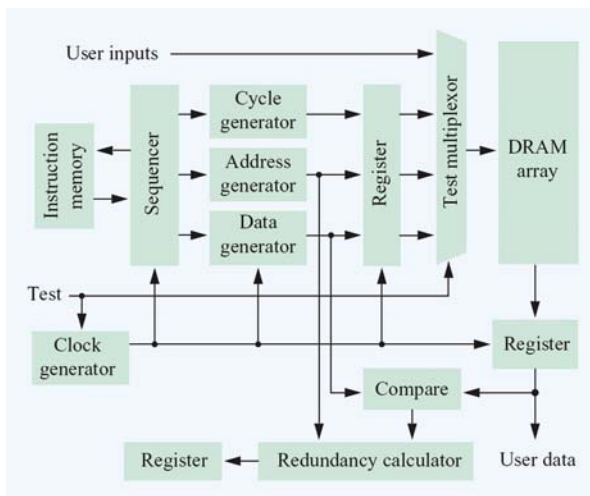 User inputs
Cycle
generator
Instruction
memory
Sequencer
Address
generator
Data
generator
Register
Test multiplexor
DRAM
array
Test
Clock
generator
Register
Compare
Register
Redundancy calculator
User data